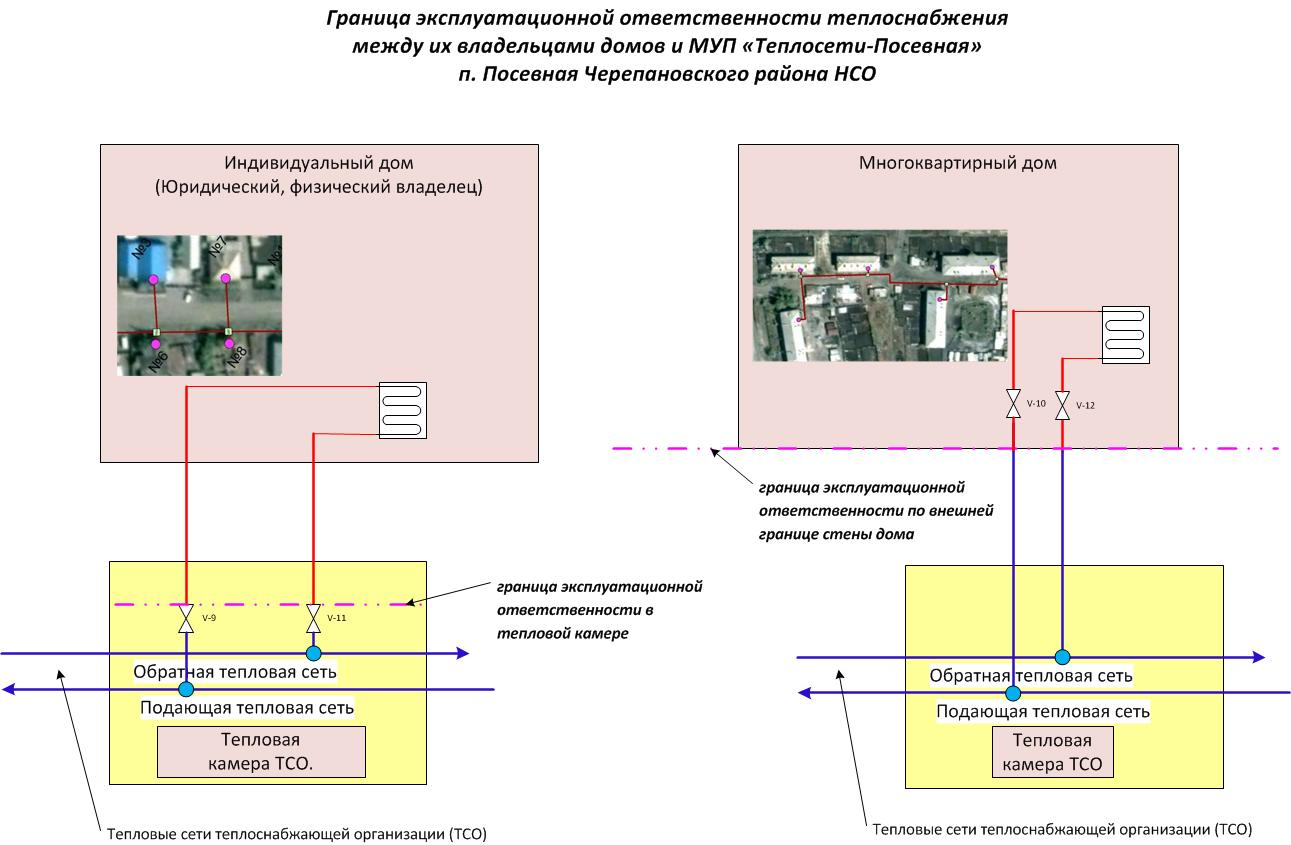 Граница эксплуатационной ответственности теплоснабжения
между их владельцами домов и МУП «Теплосети-Посевная»
п. Посевная Черепановского района НСО
Индивидуальный дом
(Юридический, физический владелец)
№3
№7
№6
№8
V-9
V-11
граница эксплуатационной
ответственности в
тепловой камере
Обратная тепловая сеть
Подающая тепловая сеть
Тепловая
камера ТСО.
Тепловые сети теплоснабжающей организации (ТСО)
Многоквартирный дом
V-10
V-12
граница эксплуатационной
ответственности по внешней
границе стены дома
Обратная тепловая сеть
Подающая тепловая сеть
Тепловая
камера ТСО
Тепловые сети теплоснабжающей организации (ТСО)